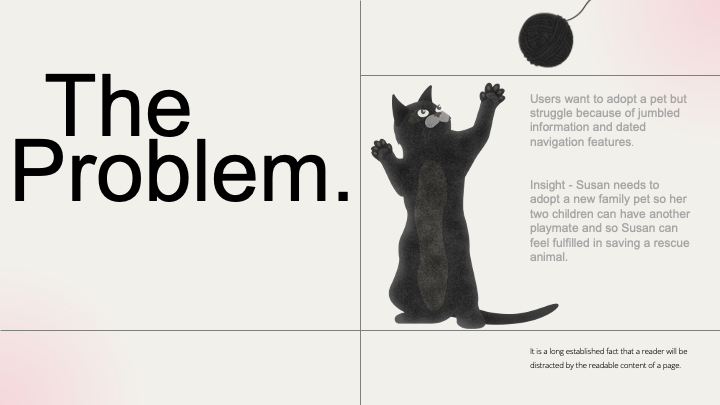 The
Problem.
Users want to adopt a pet but
struggle because of jumbled
information and dated
navigation features.
Insight - Susan needs to
adopt a new family pet so her
two children can have another
playmate and so Susan can
feel fulfilled in saving a rescue
animal.
It is a long established fact that a reader will be
distracted by the readable content of a page.